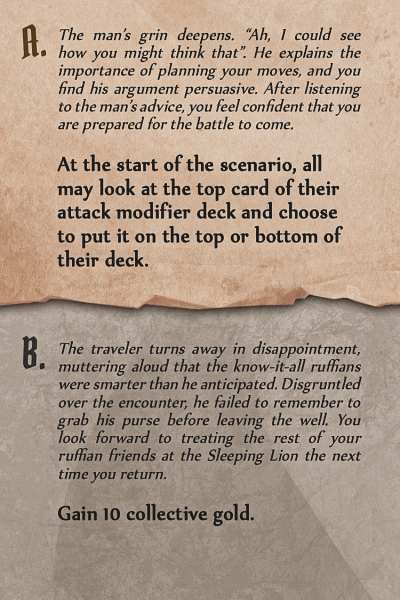 A. The man's grin deepens. "Ah, I could see
how you might think that". He explains the
importance of planning your moves, and you
find his argument persuasive. After listening
to the man's advice, you feel confident that you
are prepared for the battle to come.
At the start of the scenario, all
may look at the top card of their
attack modifier deck and choose
to put it on the top or bottom of
their deck.
B. The traveler turns away in disappointment,
muttering aloud that the know-it-all ruffians
were smarter than he anticipated. Disgruntled
over the encounter, he failed to remember to
grab his purse before leaving the well. You
look forward to treating the rest of your
ruffian friends at the Sleeping Lion the next
time you return.
Gain 10 collective gold.